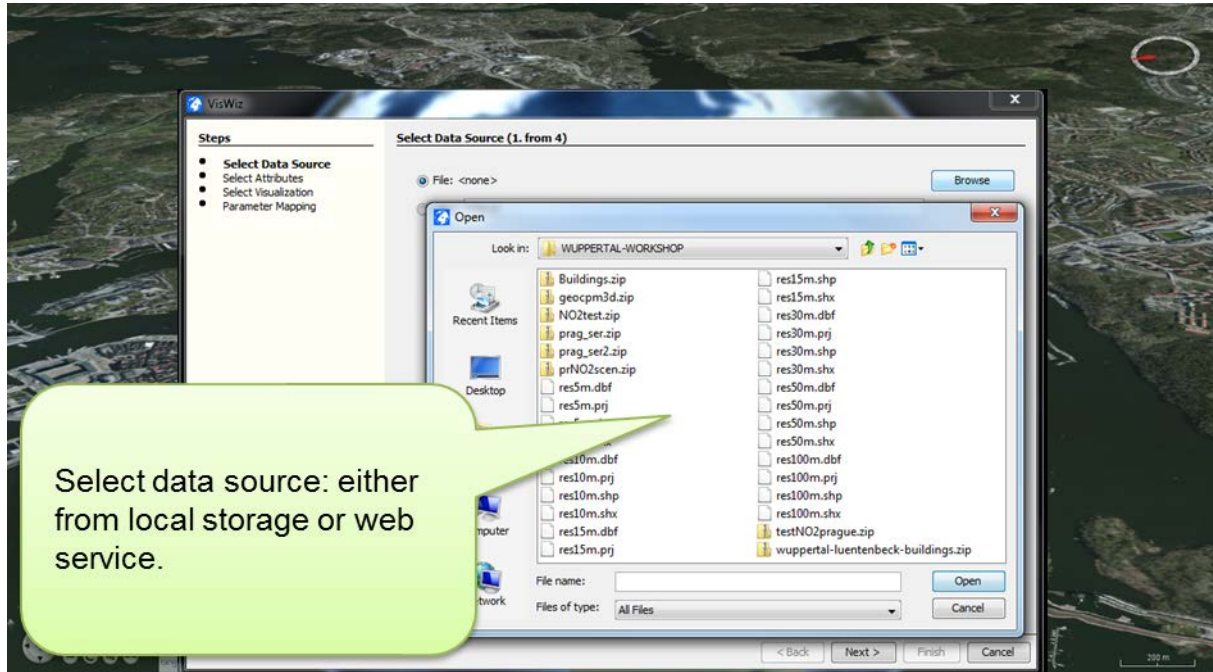 VisWiz
X
Steps
Select Data Source
Select Attributes
Select Visualization
Parameter Mapping
Select Data Source (1. from 4)
File: <none>
Browse
Open
X
Look in:
WUPPERTAL-WORKSHOP
Recent Items
Desktop
Buildings.zip
geocpm3d.zip
NO2test.zip
prag_ser.zip
prag_ser2.zip
prNO2scen.zip
res5m.dbf
res5m.prj
res10m.prj
res10m.shp
res10m.shx
res15m.dbf
res15m.prj
res15m.shp
res15m.shx
res30m.dbf
res30m.prj
res30m.shp
res30m.shx
res50m.dbf
res50m.prj
res50m.shp
res50m.shx
res100m.dbf
res100m.prj
res100m.shp
res100m.shx
testNO2prague.zip
wuppertal-luentenbeck-buildings.zip
File name:
Open
Files of type:
All Files
Cancel
Select data source: either
from local storage or web
service.
< Back
Next >
Finish
Cancel
200 m